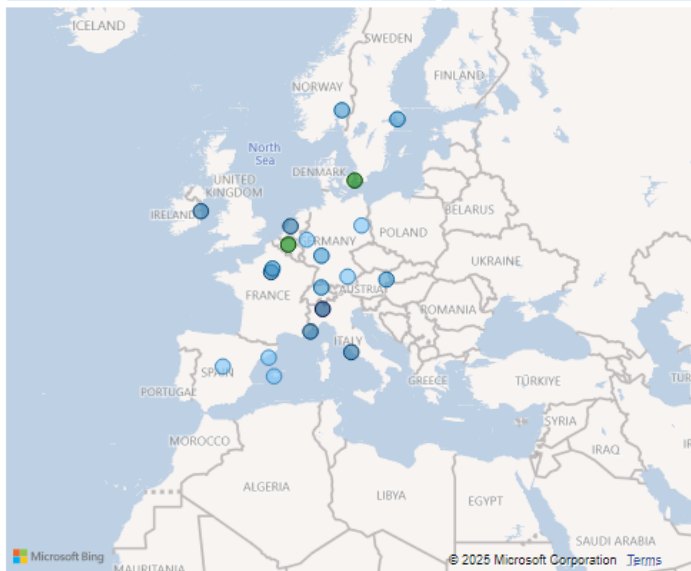 ICELAND
SWEDEN
FINLAND
NORWAY
North
Sea
DENMARK
UNITED
KINGDOM
IRELAND
BELARUS
GERMANY
POLAND
UKRAINE
AUSTRIA
FRANCE
ROMANIA
ITALY
SPAIN
PORTUGAL
GREECE
TÜRKIYE
SYRIA
MOROCCO
IRAQ
ALGERIA
LIBYA
EGYPT
SAUDI ARABIA
MAURITANIA
Microsoft Bing
© 2025 Microsoft Corporation Terms